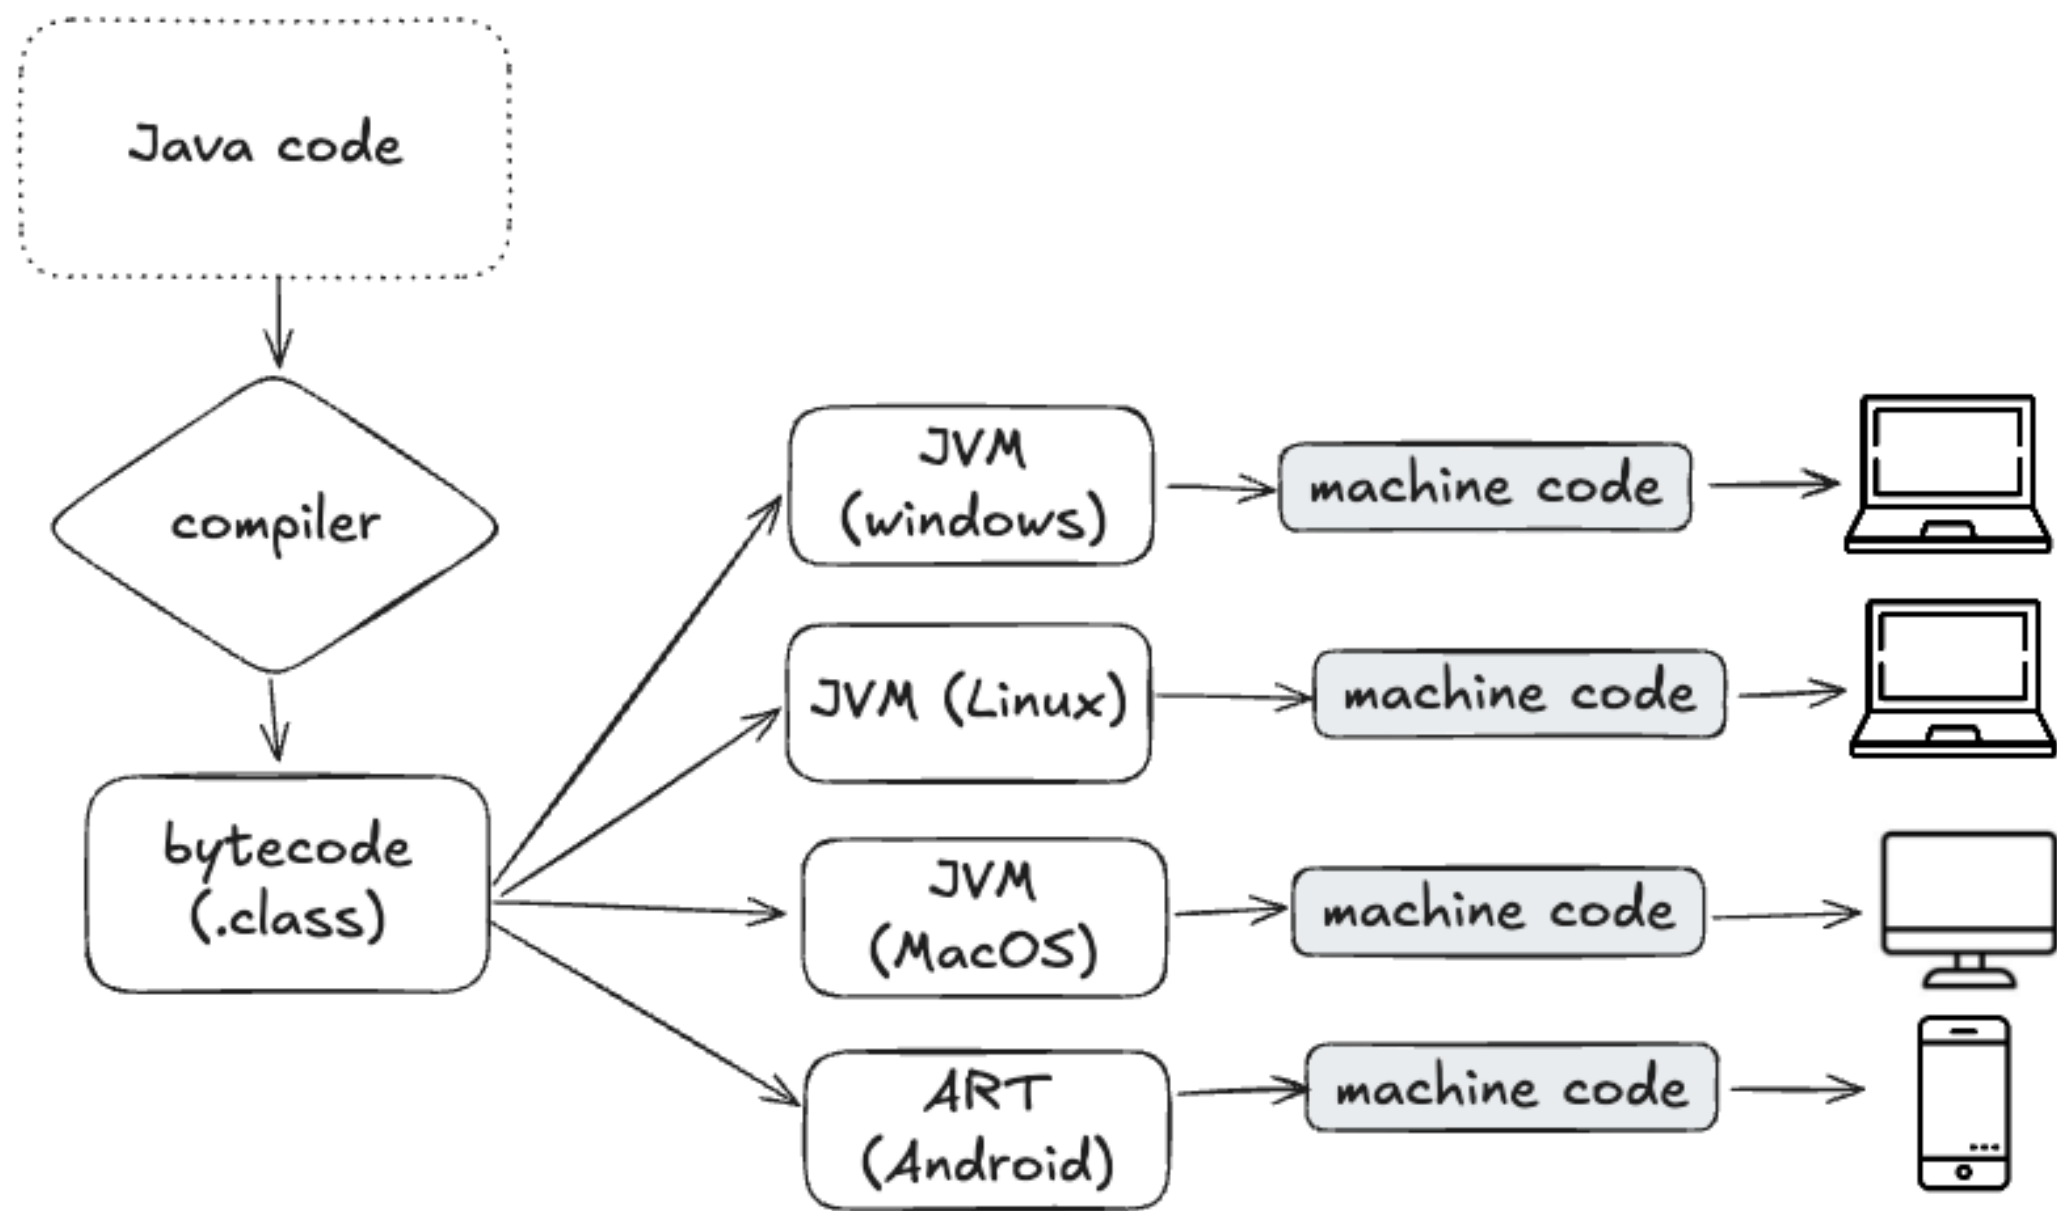 Java code
compiler
bytecode
(.class)
JVM
(windows)
machine code
JVM (Linux)
machine code
JVM
(MacOS)
machine code
ART
(Android)
machine code